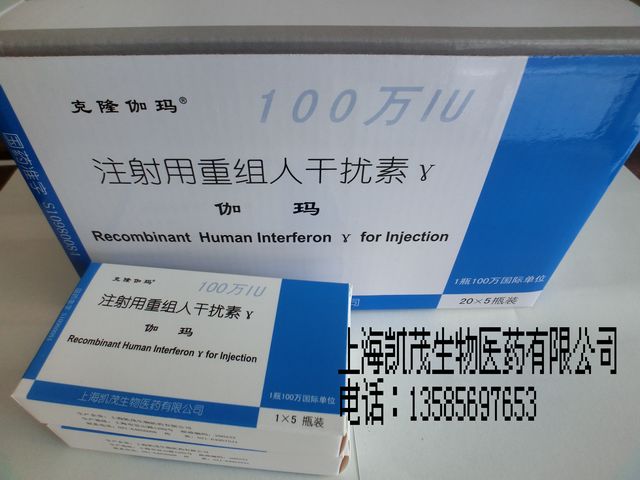 克隆伽玛®
100万IU
注射用重组人干扰素γ
伽 玛
Recombinant Human Interferon γ for Injection
国药准字 S10980084
1瓶100万国际单位
20×5瓶装
克隆伽玛®
100万IU
注射用重组人干扰素γ
伽 玛
Recombinant Human Interferon γ for Injection
1瓶100万国际单位
上海凯茂生物医药有限公司
1×5 瓶装
上海凯茂生物医药有限公司
电话：13585697653